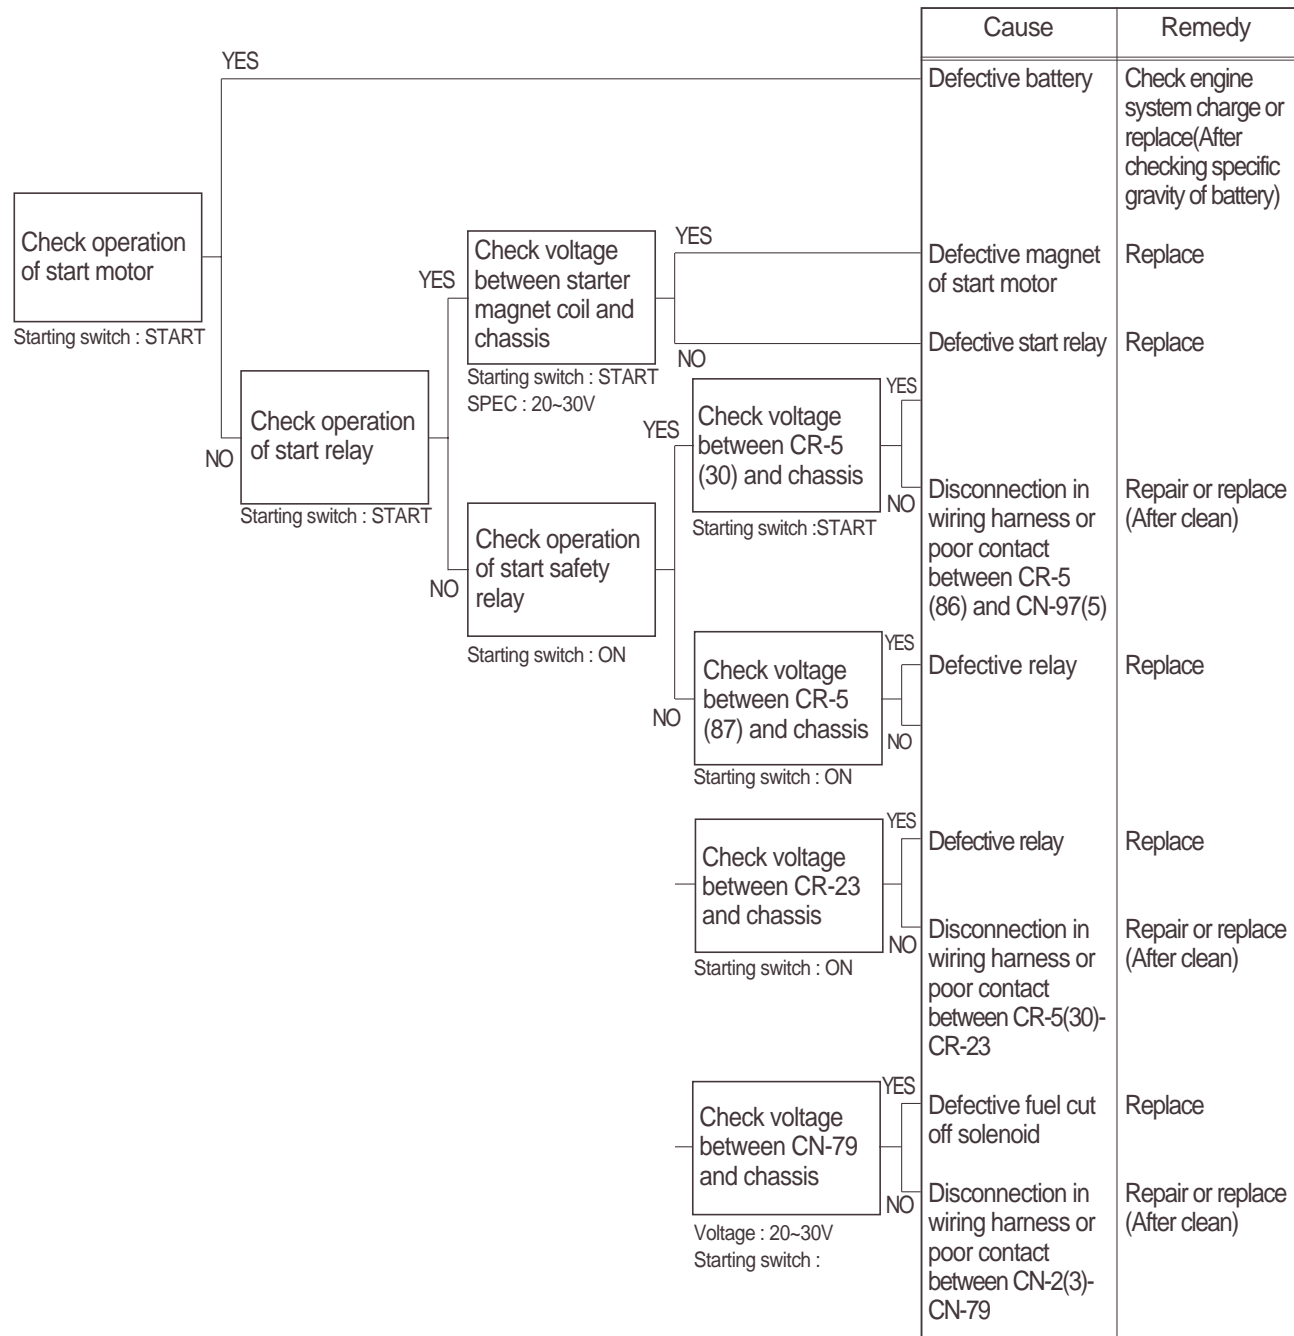 Cause
Remedy
YES
Defective battery
Check engine
system charge or
replace(After
checking specific
gravity of battery)
Check operation
of start motor
Starting switch : START
YES
Check voltage
between starter
magnet coil and
chassis
Starting switch : START
SPEC : 20~30V
YES
Defective magnet
of start motor
Replace
NO
Defective start relay
Replace
NO
Check operation
of start relay
Starting switch : START
YES
Check voltage
between CR-5
(30) and chassis
Starting switch :START
YES
NO
Disconnection in
wiring harness or
poor contact
between CR-5
(86) and CN-97(5)
Repair or replace
(After clean)
NO
Check operation
of start safety
relay
Starting switch : ON
NO
Check voltage
between CR-5
(87) and chassis
Starting switch : ON
YES
Defective relay
Replace
NO
Check voltage
between CR-23
and chassis
Starting switch : ON
YES
Defective relay
Replace
NO
Disconnection in
wiring harness or
poor contact
between CR-5(30)-
CR-23
Repair or replace
(After clean)
Check voltage
between CN-79
and chassis
Voltage : 20~30V
Starting switch :
YES
Defective fuel cut
off solenoid
Replace
NO
Disconnection in
wiring harness or
poor contact
between CN-2(3)-
CN-79
Repair or replace
(After clean)